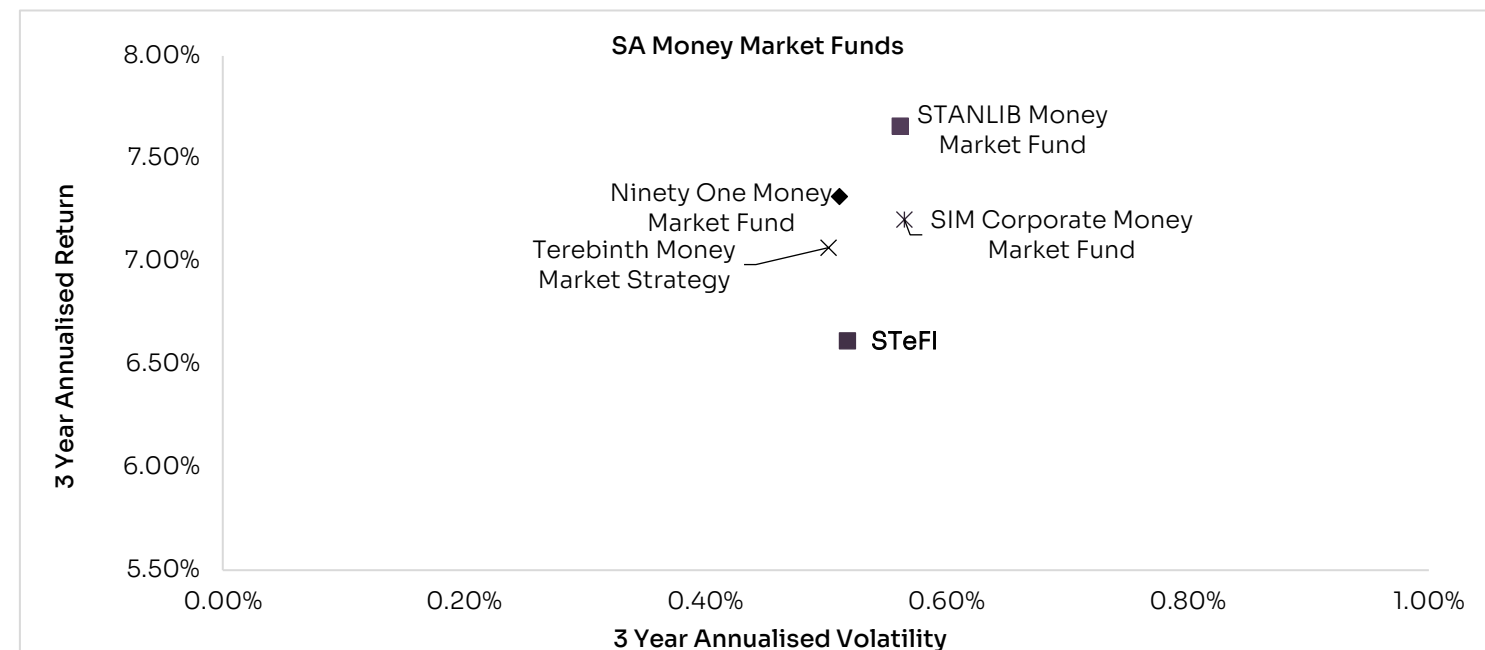 SA Money Market Funds
8.00%
7.50%
7.00%
6.50%
6.00%
5.50%
3 Year Annualised Return
STANLIB Money
Market Fund
Ninety One Money
Market Fund
SIM Corporate Money
Market Fund
Terebinth Money
Market Strategy
STeFI
0.00% 0.20% 0.40% 0.60% 0.80% 1.00%
3 Year Annualised Volatility